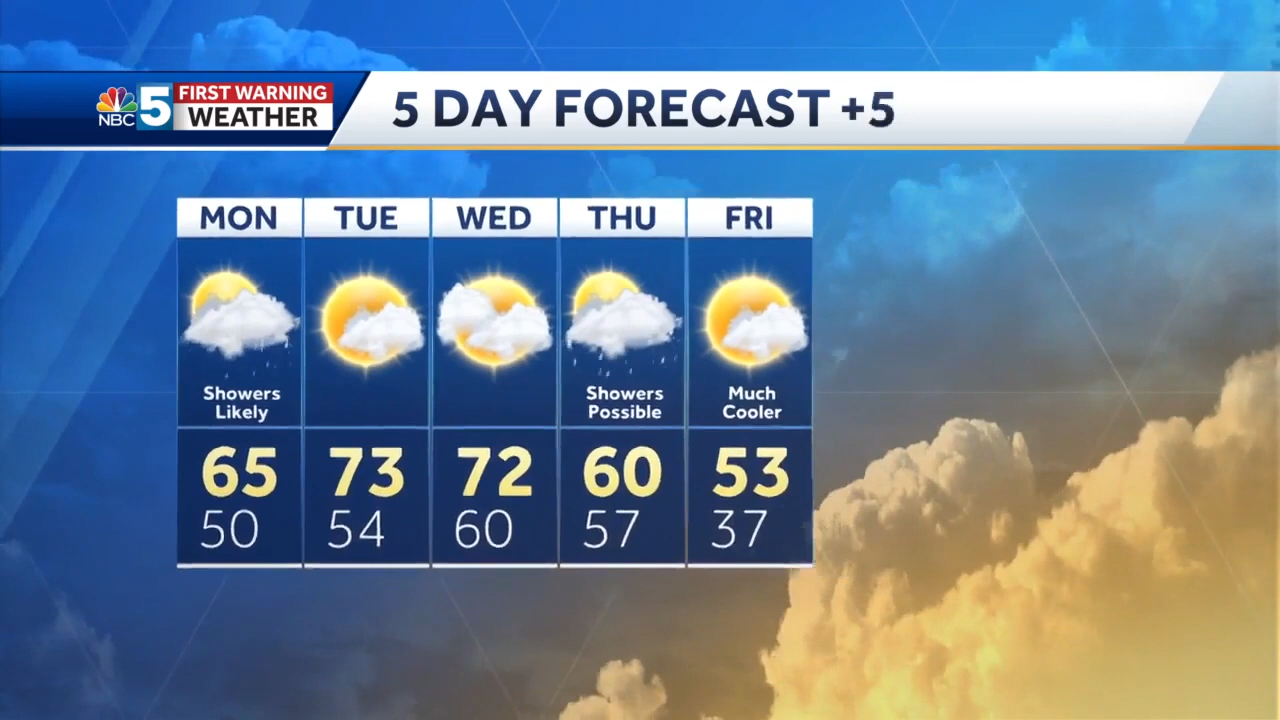 NBC 5 FIRST WARNING
WEATHER
5 DAY FORECAST +5
MON TUE WED THU FRI
Showers Likely
Showers Possible
Much Cooler
65 73 72 60 53
50 54 60 57 37